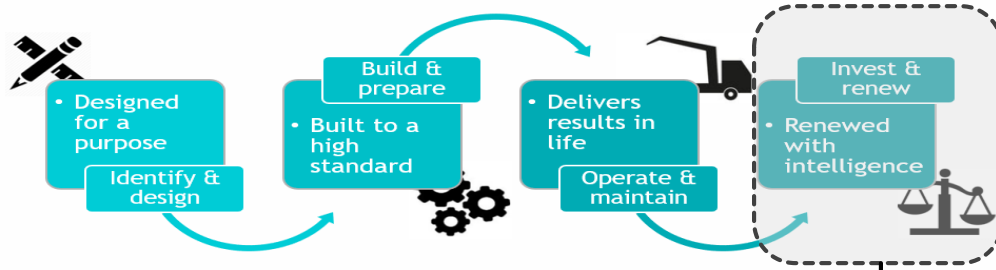 • Designed
for a
purpose
Identify &
design
Build &
prepare
• Built to a
high
standard
• Delivers
results in
life
Operate &
maintain
Invest &
renew
• Renewed
with
intelligence